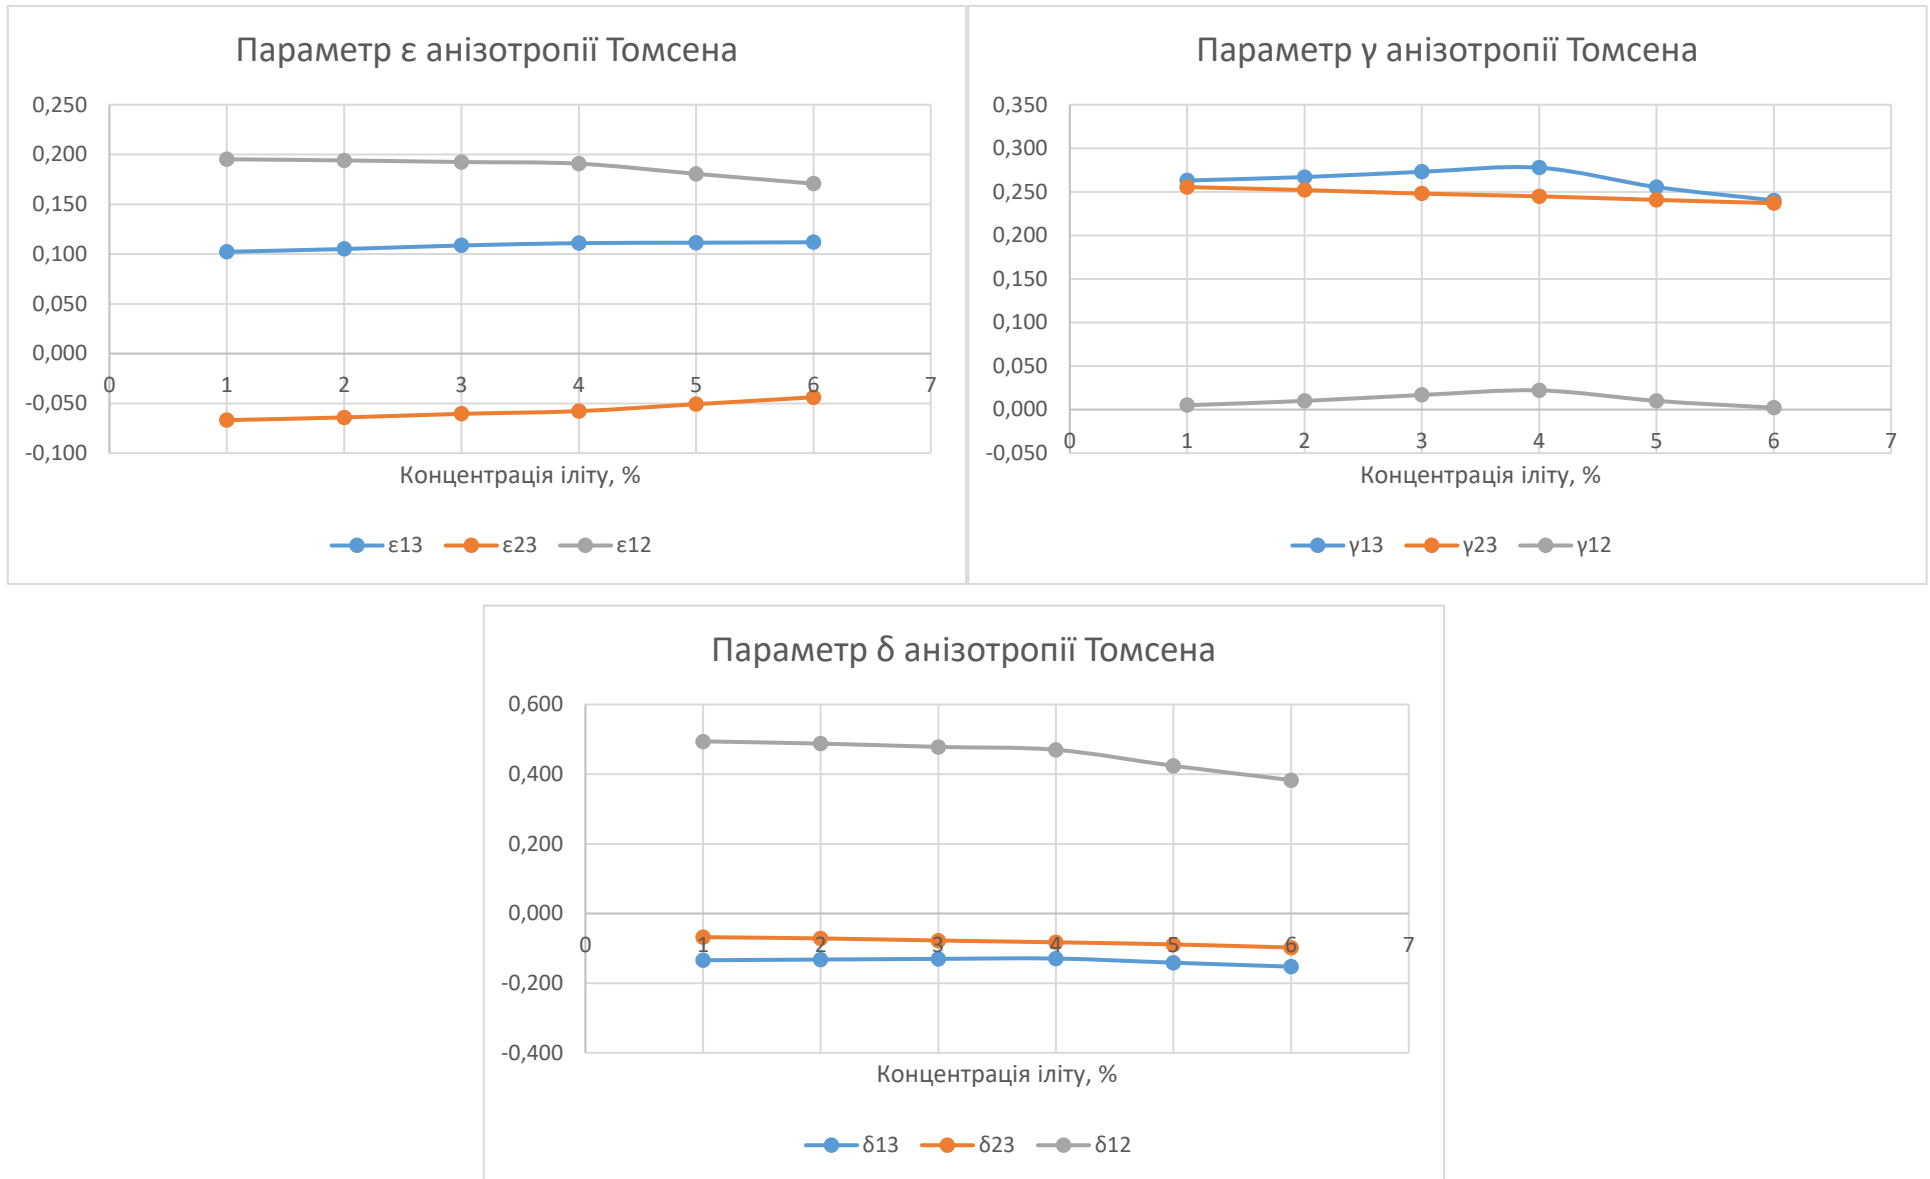 Параметр ε анізотропії Томсена
0,250
0,200
0,150
0,100
0,050
0,000
-0,050
-0,100
0 1 2 3 4 5 6 7
Концентрація іліту, %
ε13 ε23 ε12
Параметр γ анізотропії Томсена
0,350
0,300
0,250
0,200
0,150
0,100
0,050
0,000
-0,050
0 1 2 3 4 5 6 7
Концентрація іліту, %
γ13 γ23 γ12
Параметр δ анізотропії Томсена
0,600
0,400
0,200
0,000
-0,200
-0,400
0 1 2 3 4 5 6 7
Концентрація іліту, %
δ13 δ23 δ12